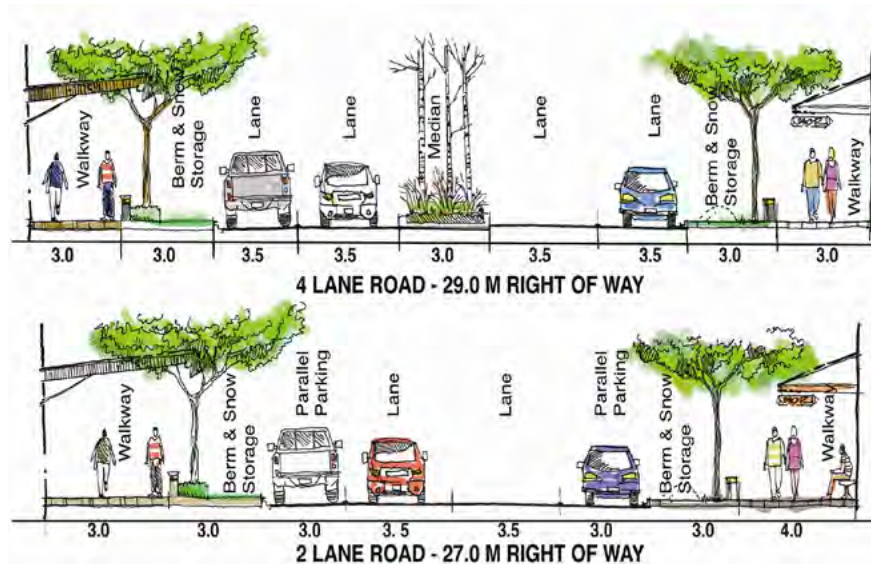 Walkway
Berm & Snow
Storage
Lane
Lane
Median
Lane
Lane
Berm & Snow
Storage
Walkway
3.0 3.0 3.5 3.5 3.0 3.5 3.5 3.0 3.0
4 LANE ROAD - 29.0 M RIGHT OF WAY
Walkway
Berm & Snow
Storage
Parallel
Parking
Lane
Lane
Parallel
Parking
Berm & Snow
Storage
Walkwa
3.0 3.0 3.0 3. 5 3.5 3.0 3.0 4.0
2 LANE ROAD - 27.0 M RIGHT OF WAY